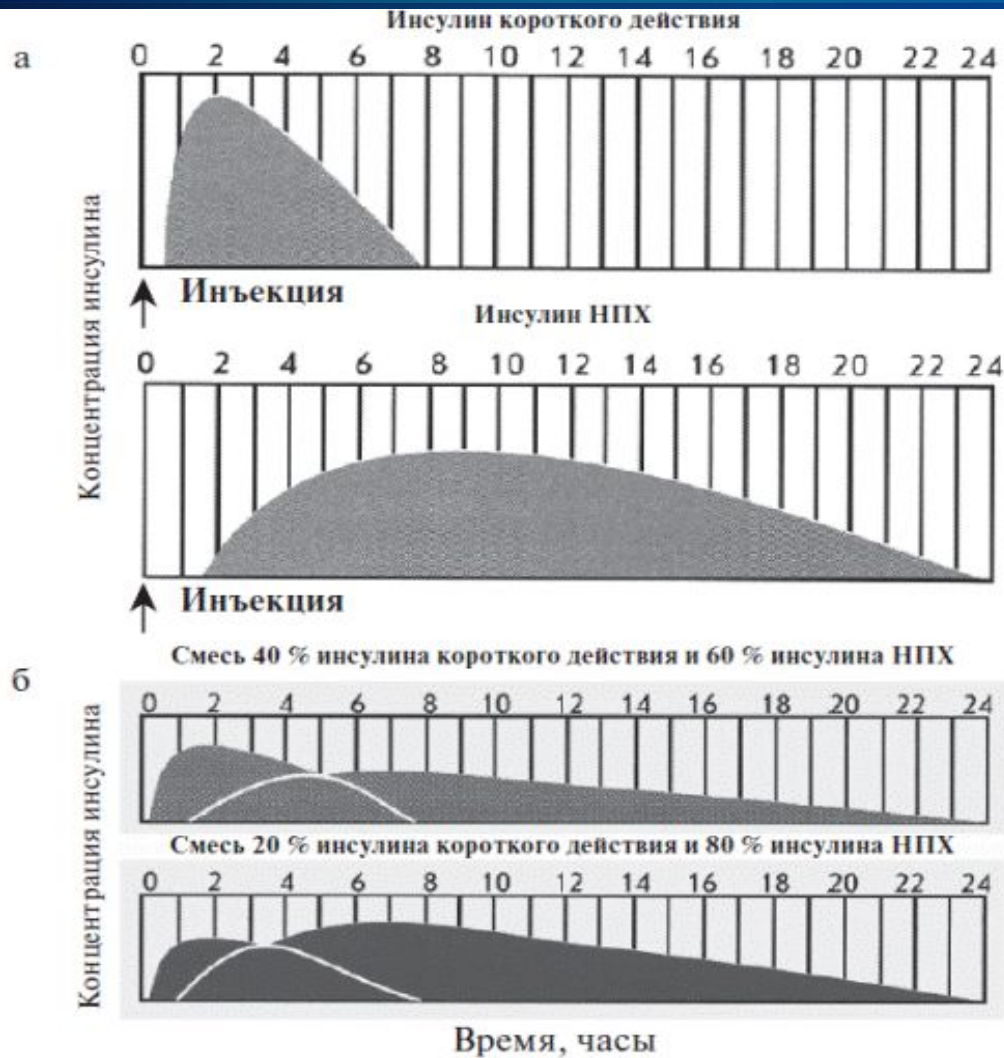 Инсулин короткого действия
а
0 2 4 6 8 10 12 14 16 18 20 22 24
Концентрация инсулина
Инъекция
Инсулин НПХ
0 2 4 6 8 10 12 14 16 18 20 22 24
Инъекция
б
Смесь 40 % инсулина короткого действия и 60 % инсулина НПХ
0 2 4 6 8 10 12 14 16 18 20 22 24
Концентрация инсулина
Смесь 20 % инсулина короткого действия и 80 % инсулина НПХ
0 2 4 6 8 10 12 14 16 18 20 22 24
Время, часы